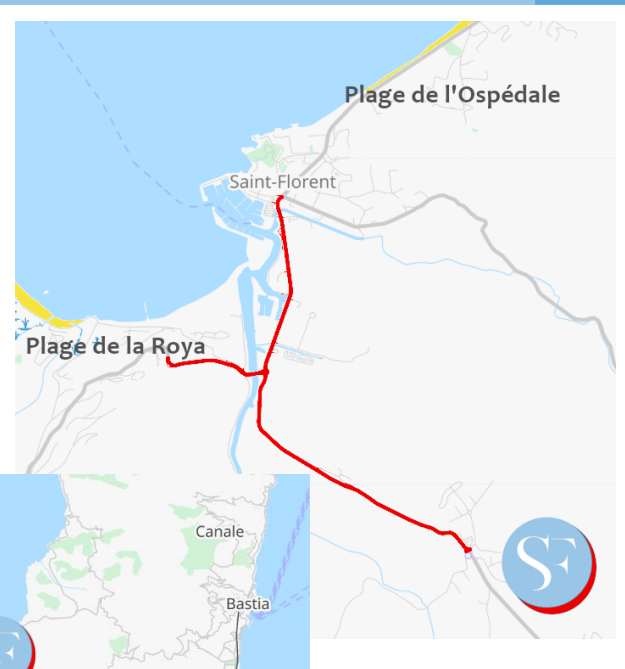 Plage de l'Ospédale
Saint-Florent
Plage de la Roya
SF
Canale
Bastia